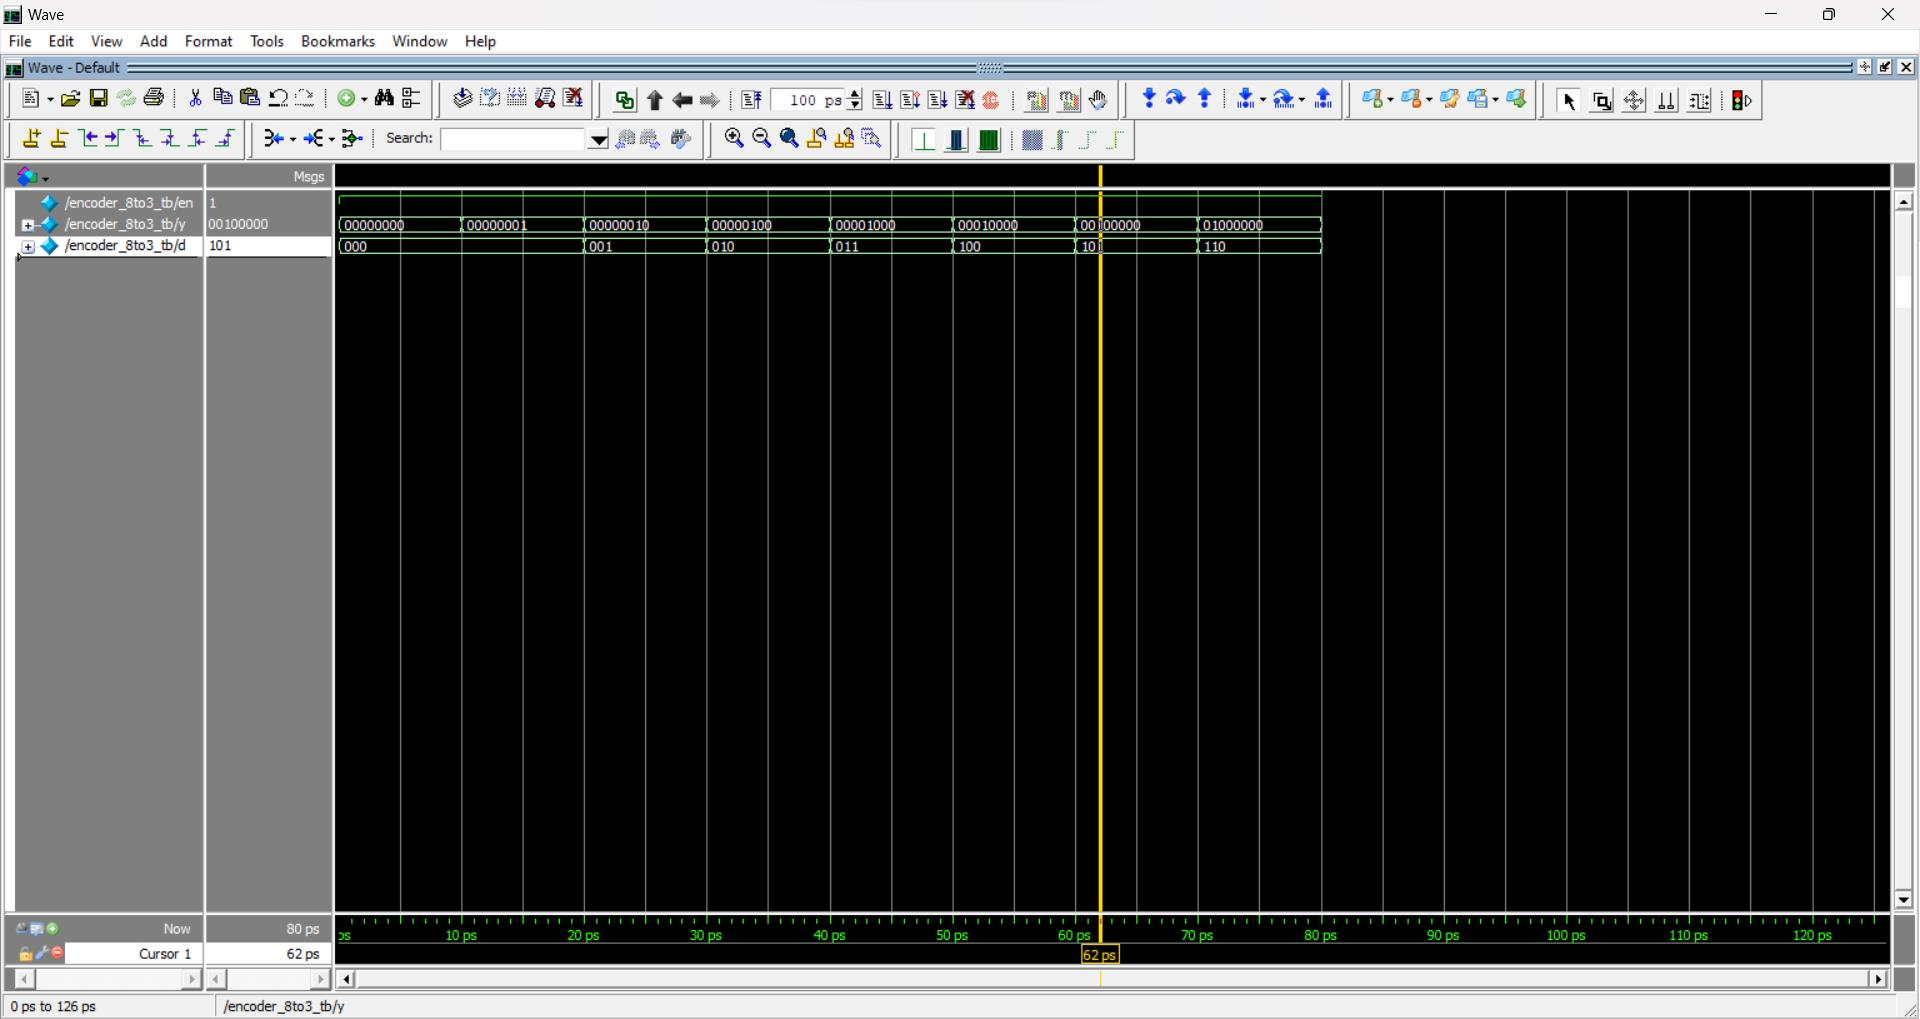 Wave
File Edit View Add Format Tools Bookmarks Window Help
Wave - Default
100 ps
Search:
Msgs
/encoder_8to3_tb/en 1
/encoder_8to3_tb/y 00100000 00000000 00000001 00000010 00000100 00001000 00010000 00100000 01000000
/encoder_8to3_tb/d 101 000 001 010 011 100 101 110
Now 80 ps
ps 10 ps 20 ps 30 ps 40 ps 50 ps 60 ps 70 ps 80 ps 90 ps 100 ps 110 ps 120 ps
Cursor 1 62 ps 62 ps
0 ps to 126 ps /encoder_8to3_tb/y